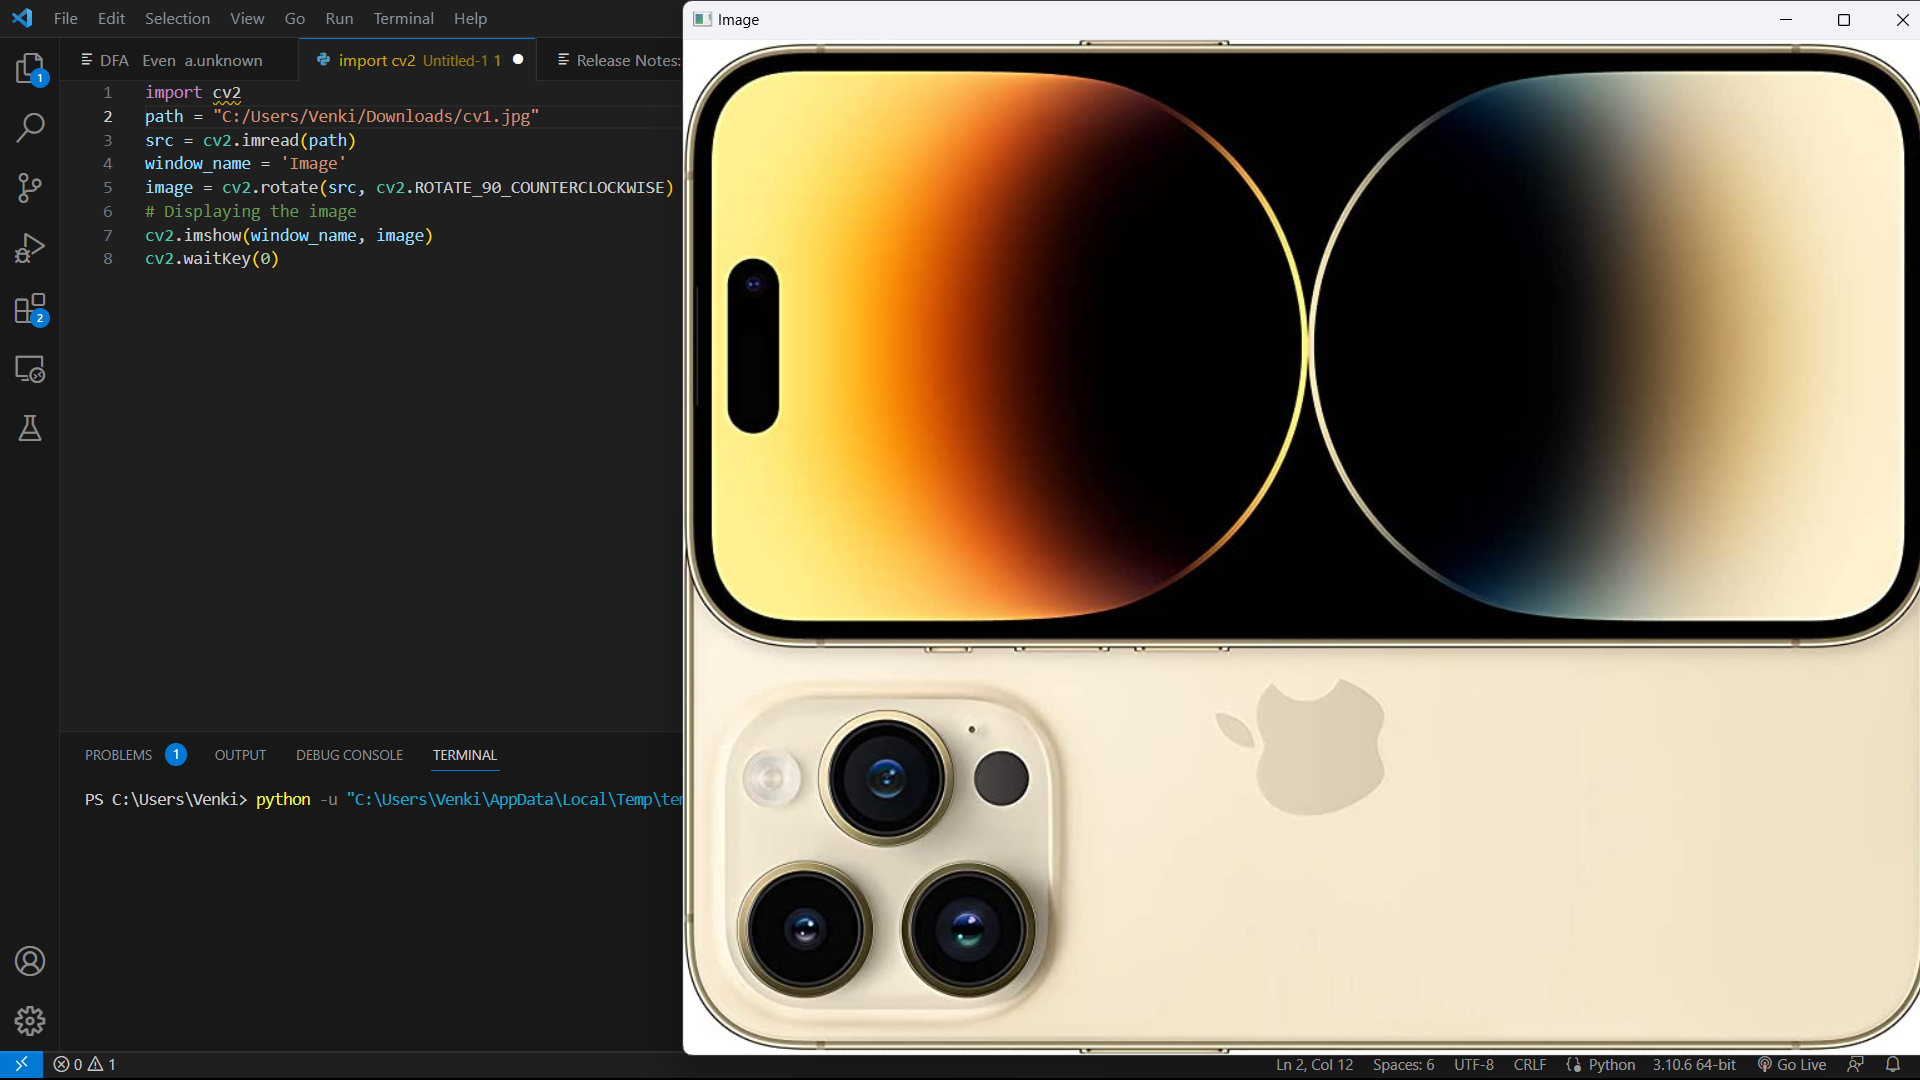 File Edit Selection View Go Run Terminal Help
Image
DFA Even a.unknown
import cv2 Untitled-1 1
Release Notes:
1 import cv2
2 path = "C:/Users/Venki/Downloads/cv1.jpg"
3 src = cv2.imread(path)
4 window_name = 'Image'
5 image = cv2.rotate(src, cv2.ROTATE_90_COUNTERCLOCKWISE)
6 # Displaying the image
7 cv2.imshow(window_name, image)
8 cv2.waitKey(0)
1
2
PROBLEMS 1 OUTPUT DEBUG CONSOLE TERMINAL
PS C:\Users\Venki> python -u "C:\Users\Venki\AppData\Local\Temp\
0 1
Ln 2, Col 12 Spaces: 6 UTF-8 CRLF Python 3.10.6 64-bit Go Live